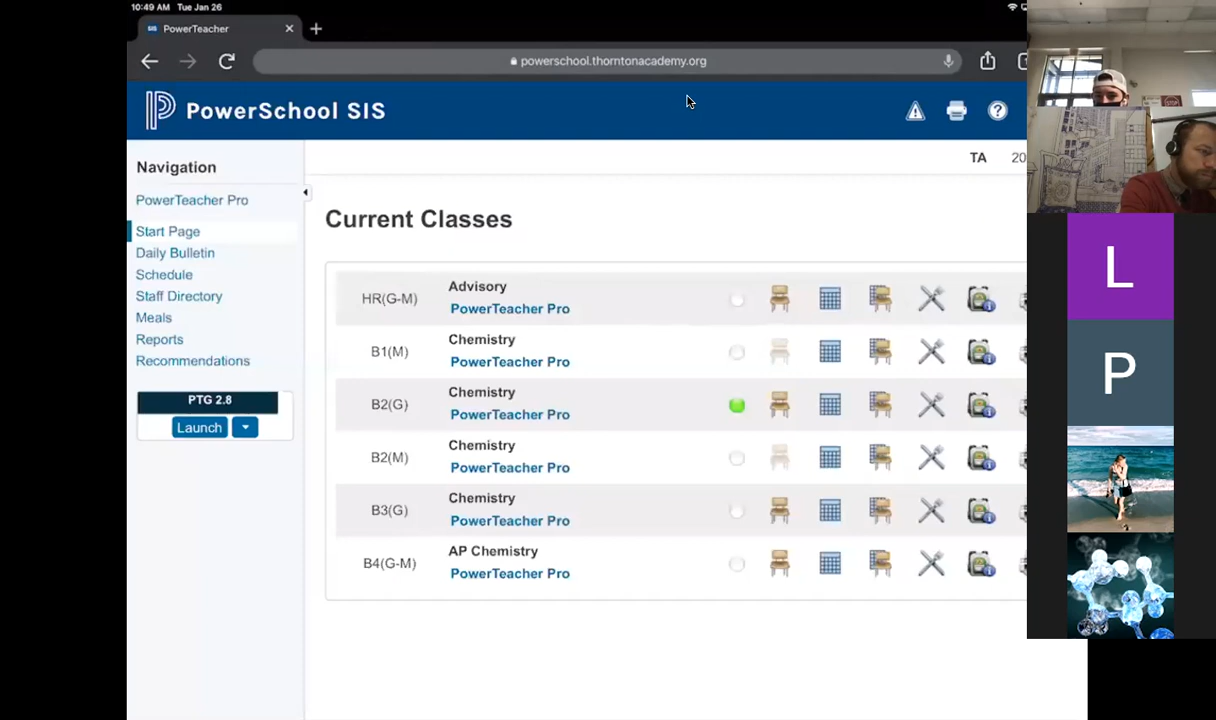 10:49 AM Tue Jan 26
SIS PowerTeacher
powerschool.thorntonacademy.org
PowerSchool SIS
Navigation
PowerTeacher Pro
Start Page
Daily Bulletin
Schedule
Staff Directory
Meals
Reports
Recommendations
PTG 2.8
Launch
TA 20
Current Classes
HR(G-M) Advisory
PowerTeacher Pro
B1(M) Chemistry
PowerTeacher Pro
B2(G) Chemistry
PowerTeacher Pro
B2(M) Chemistry
PowerTeacher Pro
B3(G) Chemistry
PowerTeacher Pro
B4(G-M) AP Chemistry
PowerTeacher Pro
STOP
L
P